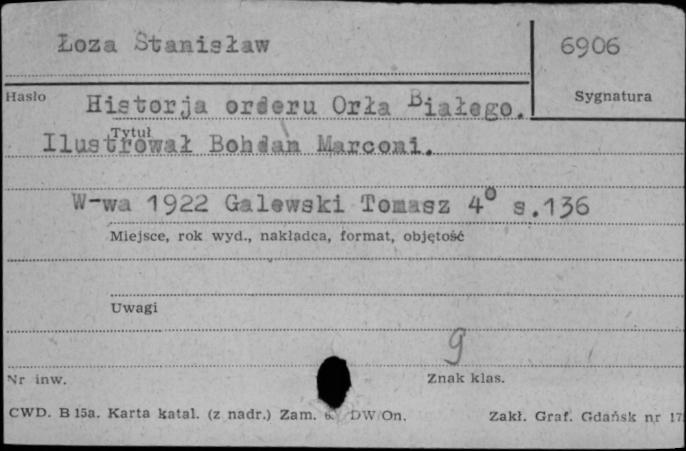 Łoza Stanisław
6906
Hasło
Sygnatura
Historja orderu Orła Białego.
Tytuł
Ilustrował Bohdan Marconi.
W-wa 1922 Galewski Tomasz 4° s.136
Miejsce, rok wyd., nakładca, format, objętość
Uwagi
9
Nr inw.
Znak klas.
CWD. B 15a. Karta katal. (z nadr.) Zam. DW/On.
Zakł. Graf. Gdańsk nr